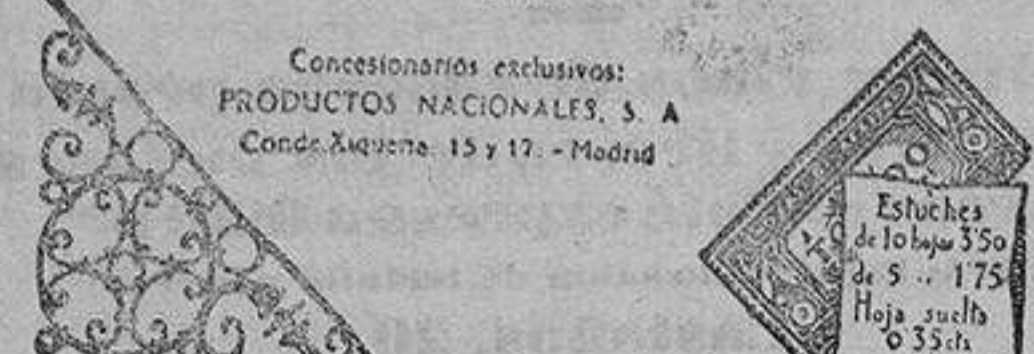 Concesionarios exclusivos:
PRODUCTOS NACIONALES, S. A
Conde Xiquena, 15 y 17. - Madrid
Estuches
de 10 hojas 3'50
de 5 .. 1'75
Hoja suelta
0 35 cts